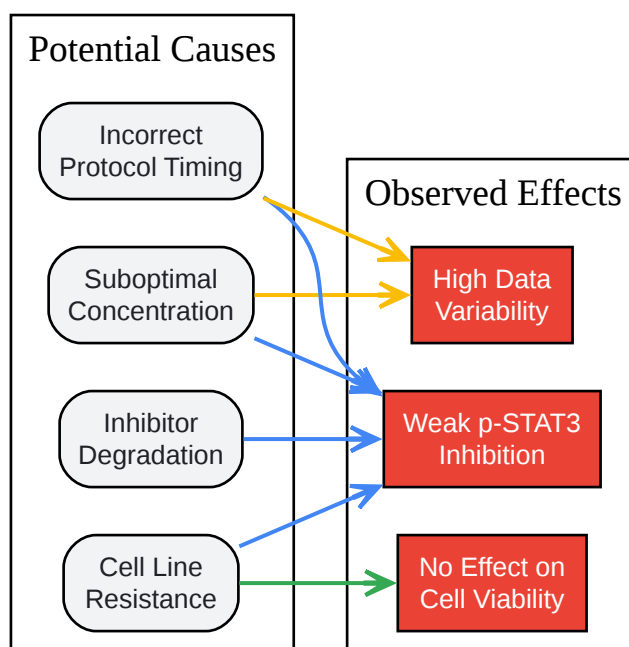 Potential Causes
Incorrect
Protocol Timing
Suboptimal
Concentration
Inhibitor
Degradation
Cell Line
Resistance
Observed Effects
High Data
Variability
Weak p-STAT3
Inhibition
No Effect on
Cell Viability